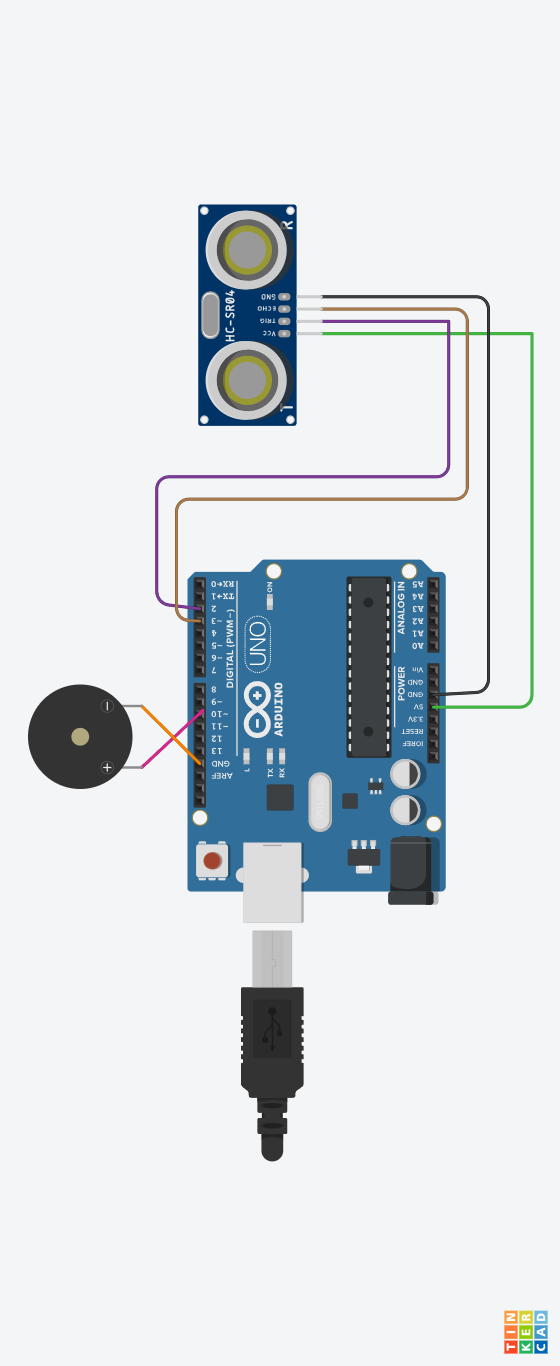 R
HC-SR04
GND
ECHO
TRIG
Vcc
T
RX←0
TX→1
2
~3
4
~5
~6
7
8
~9
~10
~11
12
13
GND
AREF
DIGITAL (PWM~)
ON
UNO
ARDUINO
L
TX
RX
A5
A4
A3
A2
A1
A0
ANALOG IN
Vin
GND
GND
5V
3.3V
RESET
IOREF
POWER
TIN
KER
CAD